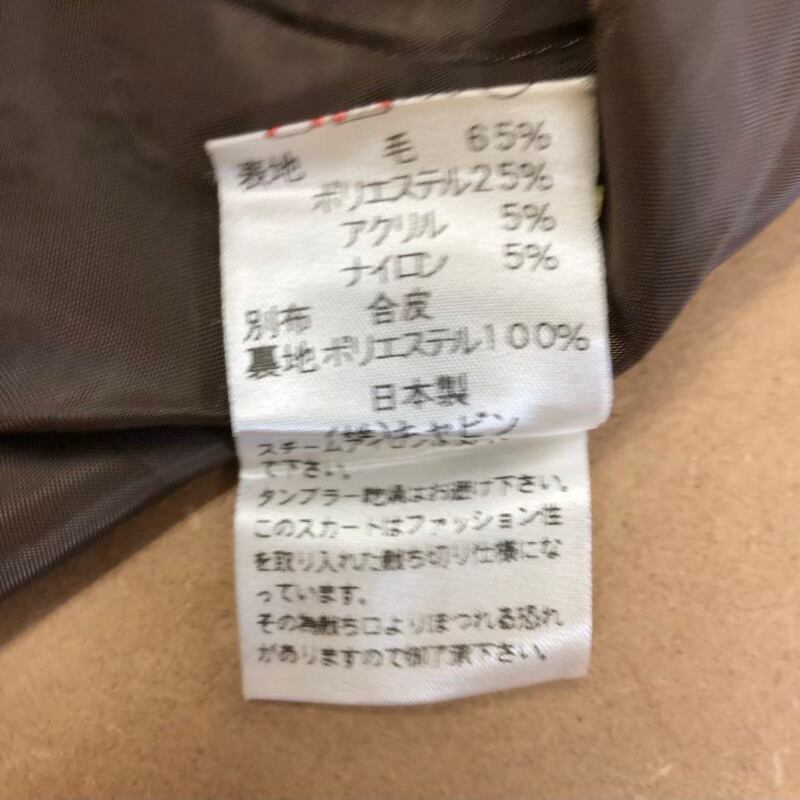 表地 毛 65%
ポリエステル25%
アクリル 5%
ナイロン 5%
別布 合皮
裏地 ポリエステル100%
日本製
スチーム
て下さい。
タンブラー乾燥はお避け下さい。
このスカートはファッション性
を取り入れた裁ち切り仕様にな
っています。
その為裁ち口よりほつれる恐れ
がありますので御了承下さい。